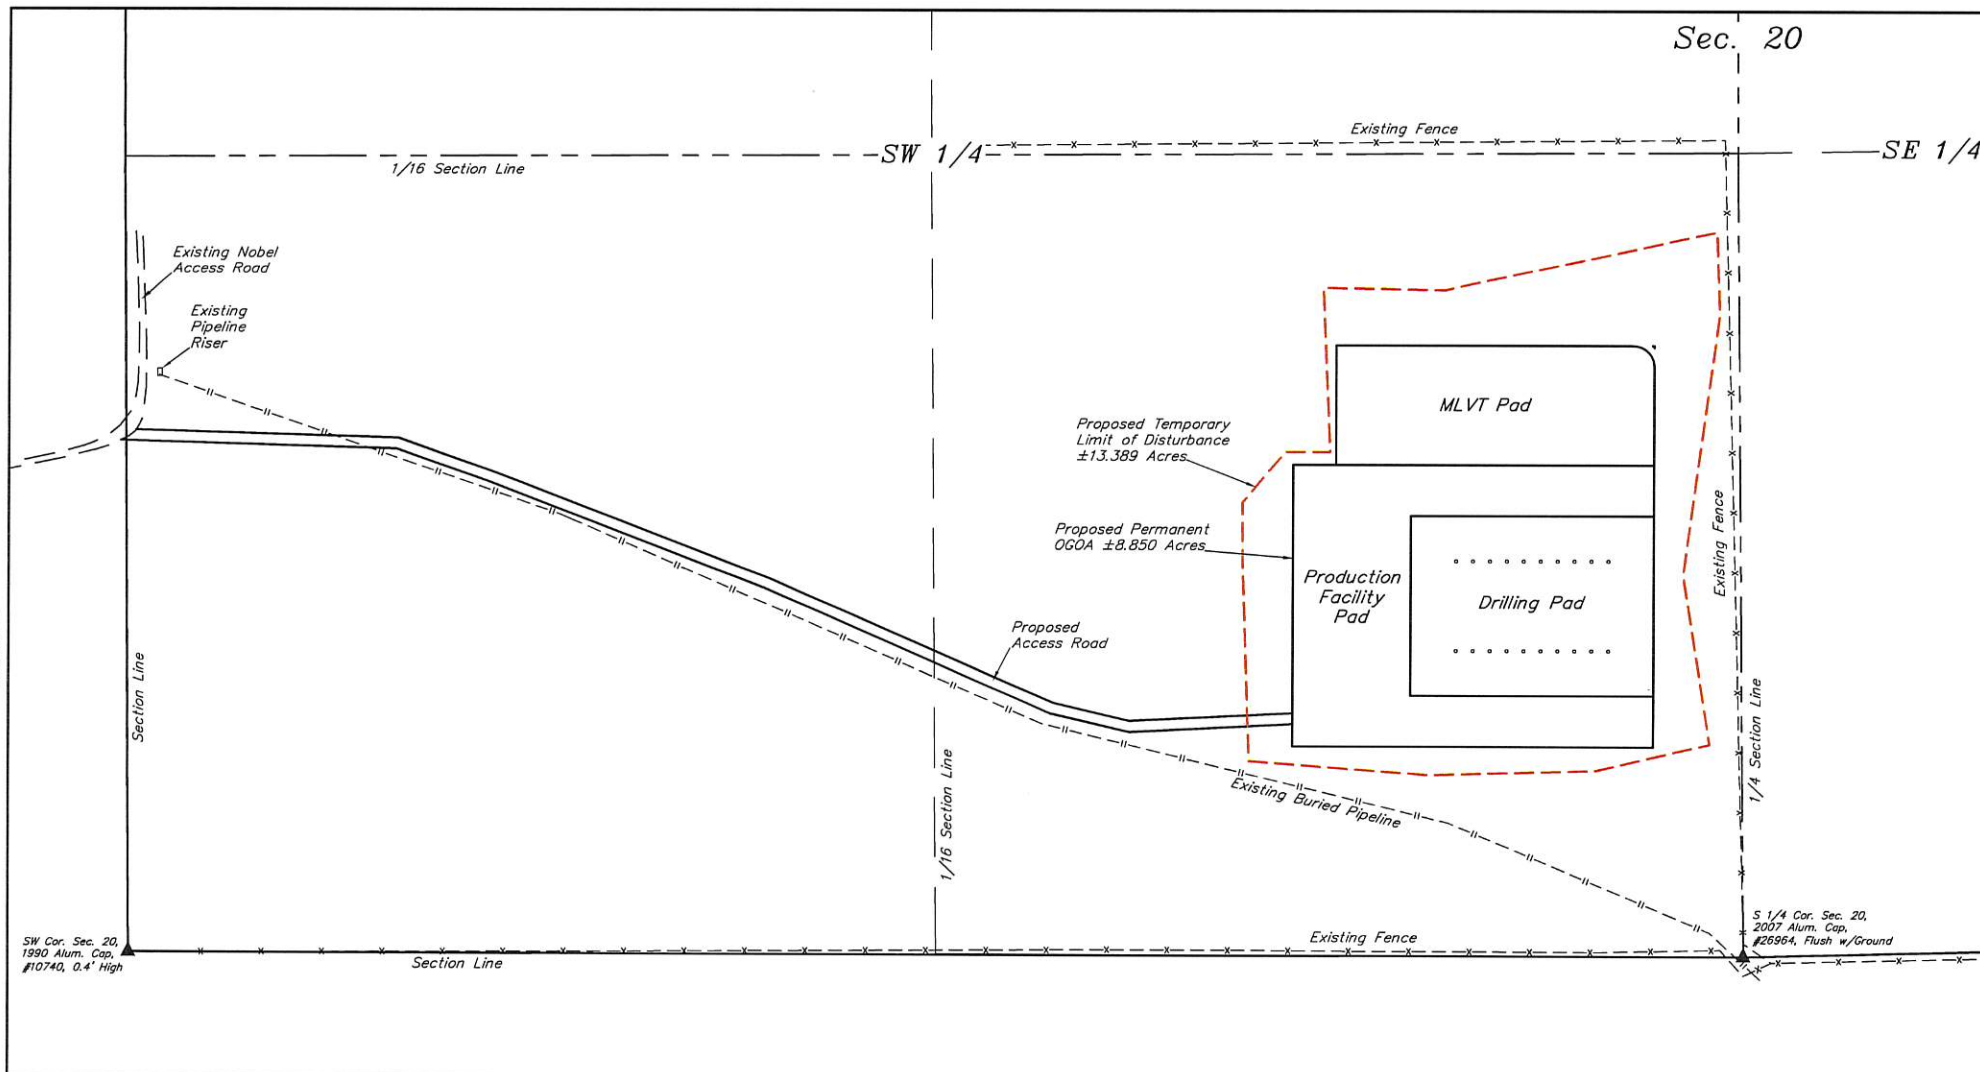 Sec. 20
Existing Fence
SW 1/4
SE 1/4
1/16 Section Line
Existing Nobel
Access Road
Existing
Pipeline
Riser
MLVT Pad
Proposed Temporary
Limit of Disturbance
±13.389 Acres
Proposed Permanent
OGOA ±8.850 Acres
Existing Fence
Production
Facility
Pad
Drilling Pad
Proposed
Access Road
Section Line
1/4 Section Line
1/16 Section Line
Existing Buried Pipeline
SW Cor. Sec. 20,
1990 Alum. Cap,
#10740, 0.4' High
Section Line
Existing Fence
S 1/4 Cor. Sec. 20,
2007 Alum. Cap,
#26964, Flush w/Ground